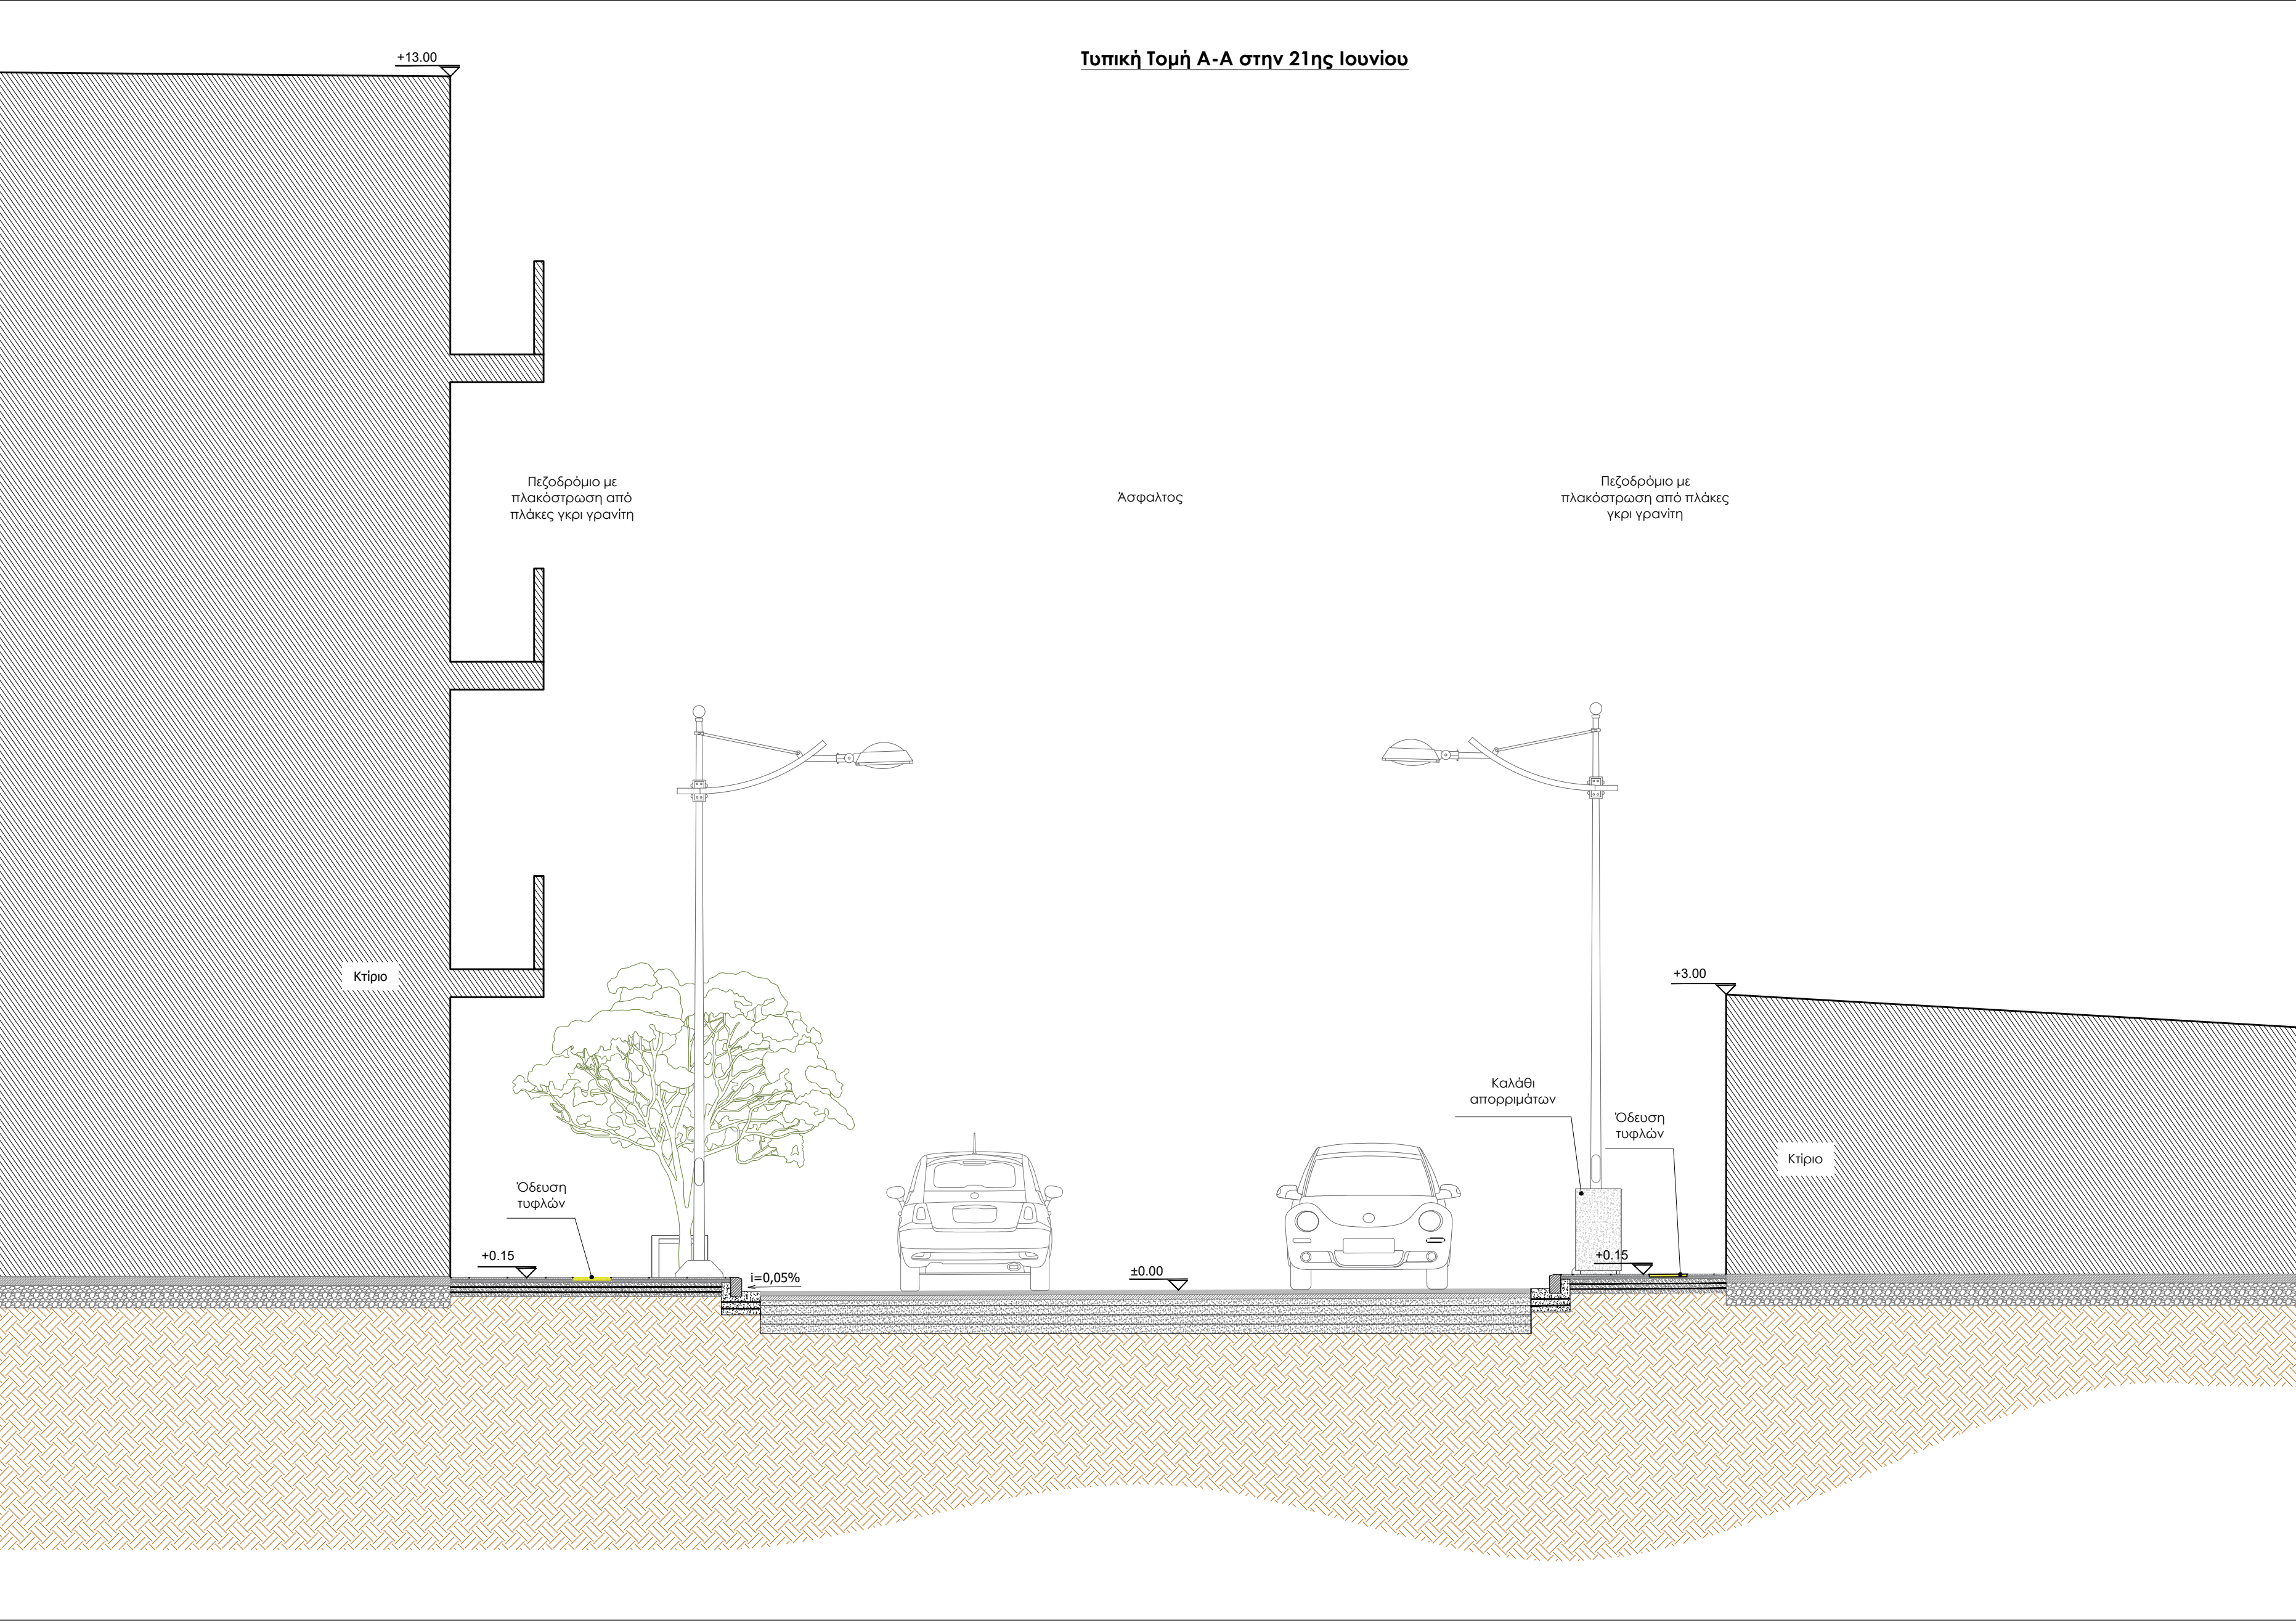 Τυπική Τομή Α-Α στην 21ης Ιουνίου
+13.00
Πεζοδρόμιο με
πλακόστρωση από
πλάκες γκρι γρανίτη
Άσφαλτος
Πεζοδρόμιο με
πλακόστρωση από πλάκες
γκρι γρανίτη
Κτίριο
+3.00
Καλάθι
απορριμάτων
Όδευση
τυφλών
Κτίριο
Όδευση
τυφλών
+0.15
i=0,05%
±0.00
+0.15